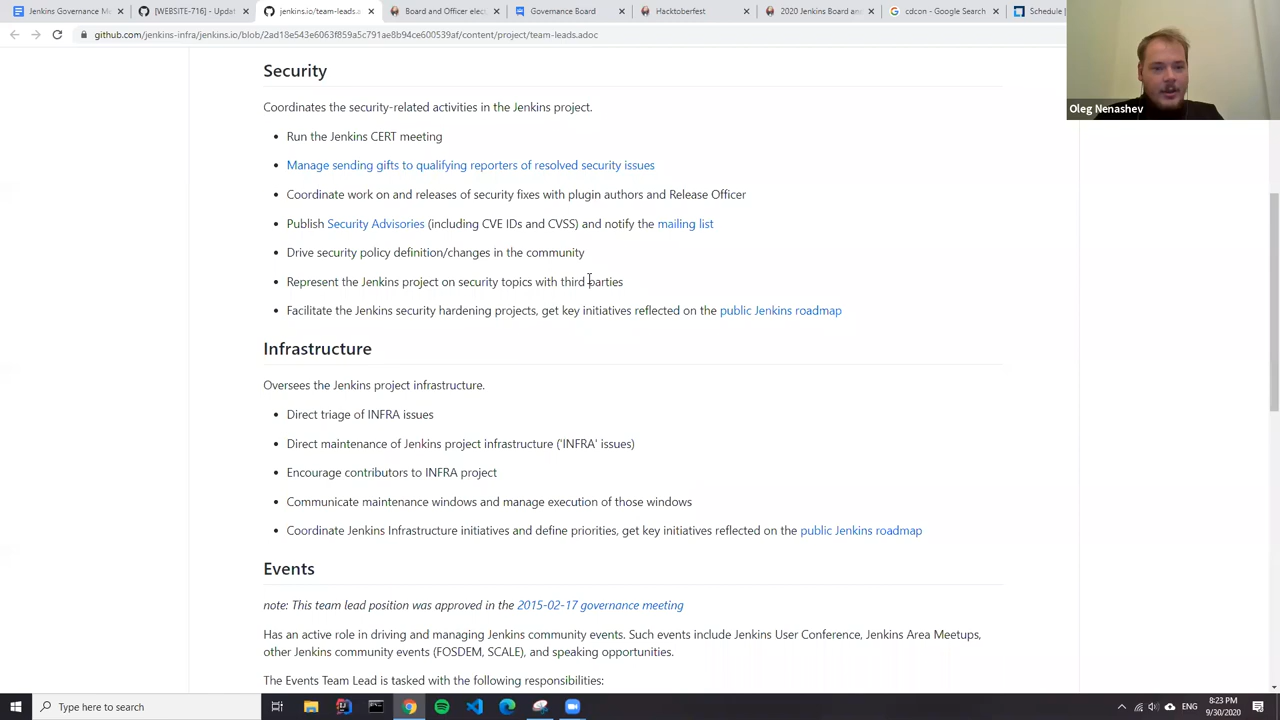 Jenkins Governance M
[WEBSITE-716] - Updat
jenkins.io/team-leads.a
Board and Officer elec
Governance Board
Hacktoberfest
2020 Jenkins Board an
cdcon - Google Search
Schedule |
github.com/jenkins-infra/jenkins.io/blob/2ad18e543e6063f859a5c791ae8b94ce600539af/content/project/team-leads.adoc
Oleg Nenashev
Security
Coordinates the security-related activities in the Jenkins project.
• Run the Jenkins CERT meeting
• Manage sending gifts to qualifying reporters of resolved security issues
• Coordinate work on and releases of security fixes with plugin authors and Release Officer
• Publish Security Advisories (including CVE IDs and CVSS) and notify the mailing list
• Drive security policy definition/changes in the community
• Represent the Jenkins project on security topics with third parties
• Facilitate the Jenkins security hardening projects, get key initiatives reflected on the public Jenkins roadmap
Infrastructure
Oversees the Jenkins project infrastructure.
• Direct triage of INFRA issues
• Direct maintenance of Jenkins project infrastructure ('INFRA' issues)
• Encourage contributors to INFRA project
• Communicate maintenance windows and manage execution of those windows
• Coordinate Jenkins Infrastructure initiatives and define priorities, get key initiatives reflected on the public Jenkins roadmap
Events
note: This team lead position was approved in the 2015-02-17 governance meeting
Has an active role in driving and managing Jenkins community events. Such events include Jenkins User Conference, Jenkins Area Meetups,
other Jenkins community events (FOSDEM, SCALE), and speaking opportunities.
The Events Team Lead is tasked with the following responsibilities:
Type here to search
ENG
8:23 PM
9/30/2020